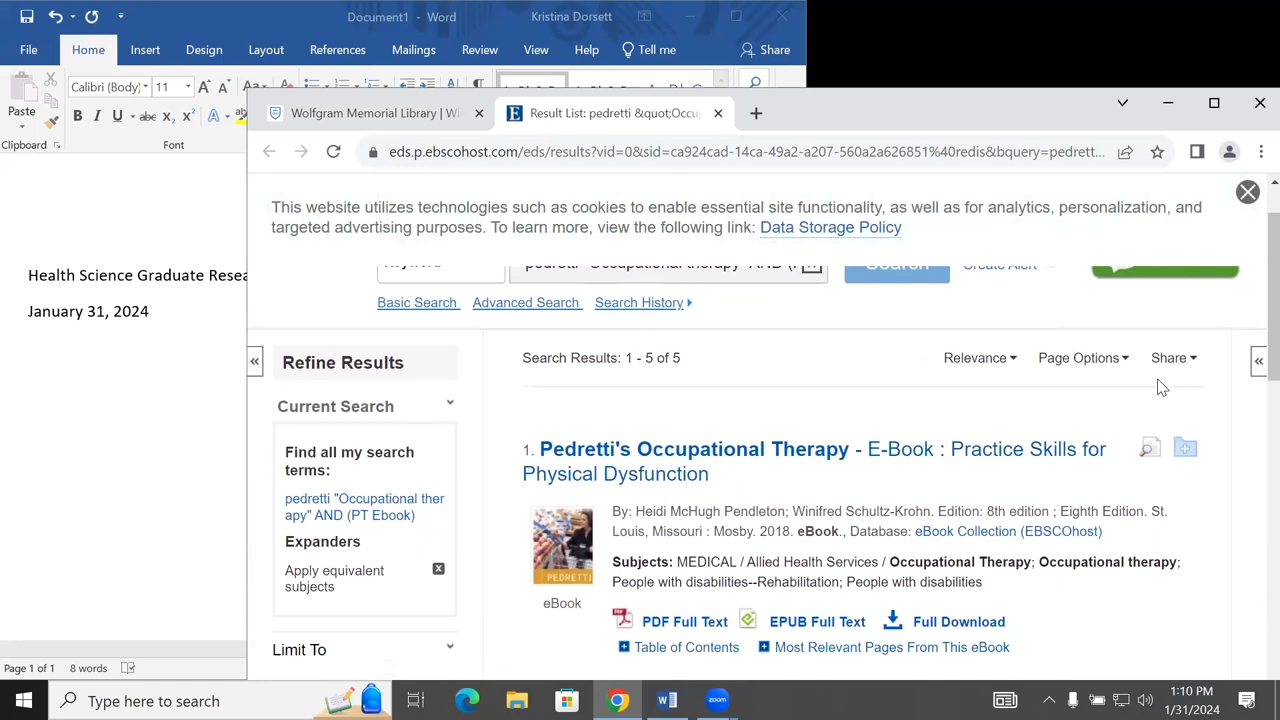 Document1 - Word
Kristina Dorsett
File
Home
Insert
Design
Layout
References
Mailings
Review
View
Help
Tell me
Share
Calibri (Body)
11
Paste
B I U abc x₂ x²
Clipboard
Font
Wolfgram Memorial Library | Wi
Result List: pedretti &quot;Occu
eds.p.ebscohost.com/eds/results?vid=0&sid=ca924cad-14ca-49a2-a207-560a2a626851%40redis&bquery=pedrett...
This website utilizes technologies such as cookies to enable essential site functionality, as well as for analytics, personalization, and
targeted advertising purposes. To learn more, view the following link: Data Storage Policy
Health Science Graduate Resea
January 31, 2024
Basic Search
Advanced Search
Search History
Refine Results
Current Search
Find all my search
terms:
pedretti "Occupational ther
apy" AND (PT Ebook)
Expanders
Apply equivalent
subjects
Limit To
Search Results: 1 - 5 of 5
Relevance
Page Options
Share
1. Pedretti's Occupational Therapy - E-Book : Practice Skills for
Physical Dysfunction
PEDRETTI
eBook
By: Heidi McHugh Pendleton; Winifred Schultz-Krohn. Edition: 8th edition ; Eighth Edition. St.
Louis, Missouri : Mosby. 2018. eBook., Database: eBook Collection (EBSCOhost)
Subjects: MEDICAL / Allied Health Services / Occupational Therapy; Occupational therapy;
People with disabilities--Rehabilitation; People with disabilities
PDF Full Text
EPUB Full Text
Full Download
Table of Contents
Most Relevant Pages From This eBook
Page 1 of 1
8 words
Type here to search
zoom
1:10 PM
1/31/2024